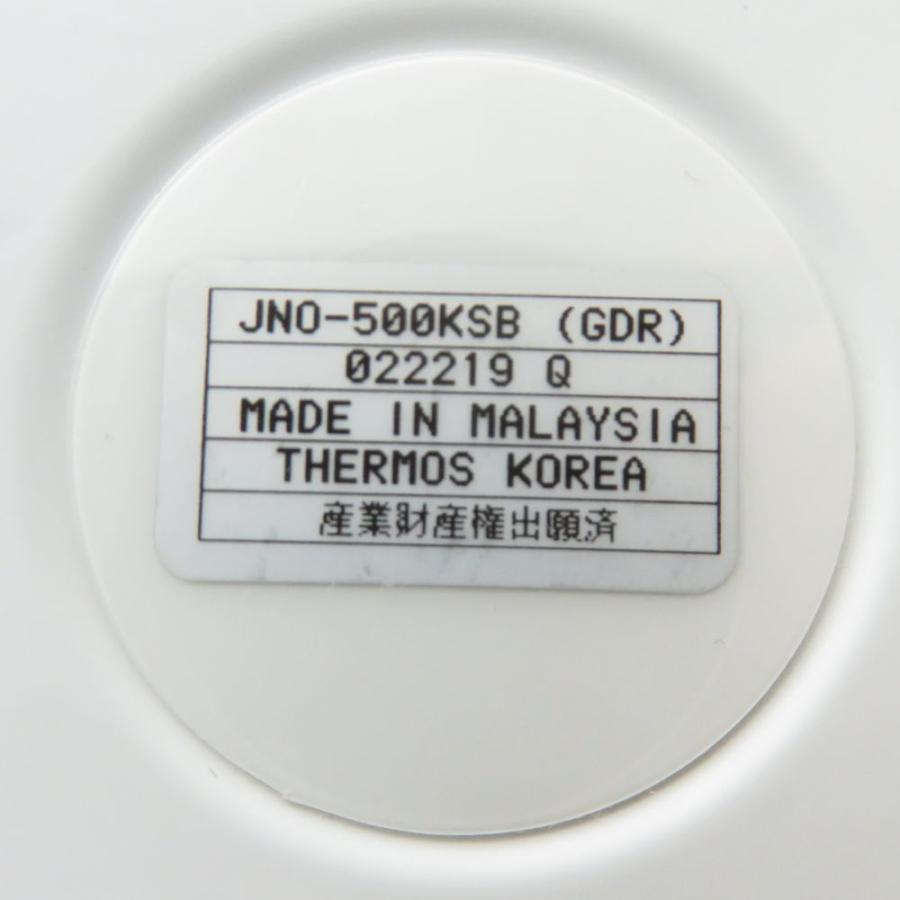 JNO-500KSB (GDR)
022219 Q
MADE IN MALAYSIA
THERMOS KOREA
産業財産権出願済